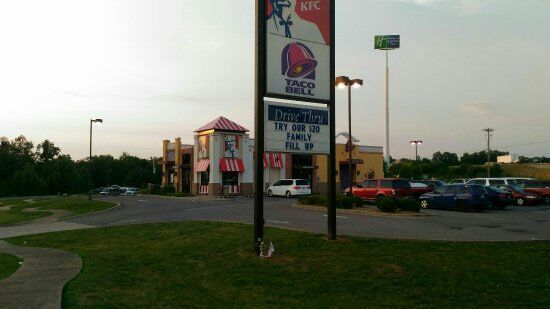 KFC
TACO
BELL
Drive Thru
TRY OUR $20
FAMILY
FILL UP